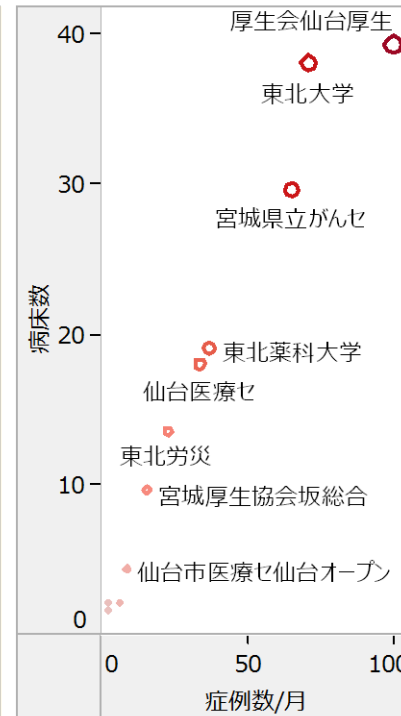 厚生会仙台厚生
40
東北大学
30
宮城県立がんセ
病床数
20
東北薬科大学
仙台医療セ
東北労災
10
宮城厚生協会坂総合
仙台市医療セ仙台オープン
0
0
50
100
症例数/月